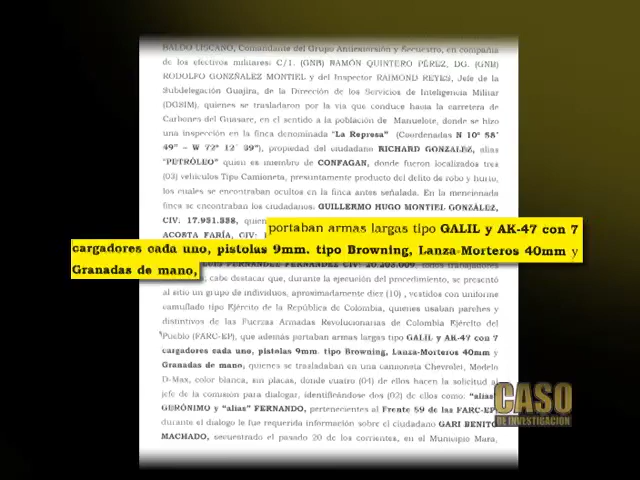 BALDO LISCANO, Comandante del Grupo Antiextorsión y Secuestro, en compañía
de los efectivos militares: C/1. (GNB) RAMÓN QUINTERO PÉREZ, DG. (GNB)
RODOLFO GONZÑALEZ MONTIEL y del Inspector RAIMOND REYES, Jefe de la
Subdelegación Guajira, de la Dirección de los Servicios de Inteligencia Militar
(DGSIM), quienes se trasladaron por la via que conduce hasta la carretera de
Carbones del Guasare, en el sentido a la población de Manuelote, donde se hizo
una inspección en la finca denominada "La Represa" (Coordenadas N 10º 58'
49" – W 72º 12' 39"), propiedad del ciudadano RICHARD GONZALEZ, alias
"PETRÓLEO" quien es miembro de CONFAGAN, donde fueron localizados tres
(03) vehículos Tipo Camioneta, presuntamente producto del delito de robo y hurto,
los cuales se encontraban ocultos en la finca antes señalada. En la mencionada
finca se encontraban los ciudadanos: GUILLERMO HUGO MONTIEL GONZÁLEZ,
CIV: 17.951.338, quien
ACOSTA FARÍA, CIV:
portaban armas largas tipo GALIL y AK-47 con 7
cargadores cada uno, pistolas 9mm. tipo Browning, Lanza-Morteros 40mm y
Granadas de mano,
cabe destacar que, durante la ejecución del procedimiento, se presentó
al sitio un grupo de individuos, aproximadamente diez (10) , vestidos con uniforme
camuflado tipo Ejército de la República de Colombia, quienes usaban parches y
distintivos de las Fuerzas Armadas Revolucionarias de Colombia Ejército del
Pueblo (FARC-EP), que además portaban armas largas tipo GALIL y AK-47 con 7
cargadores cada uno, pistolas 9mm. tipo Browning, Lanza-Morteros 40mm y
Granadas de mano, quienes se trasladaban en una camioneta Chevrolet, Modelo
D-Max, color blanca, sin placas, donde cuatro (04) de ellos hacen la solicitud al
jefe de la comisión para dialogar, identificándose dos (02) de ellos como: "alias"
GERÓNIMO y "alias" FERNANDO, pertenecientes al Frente 59 de las FARC-EP,
durante el dialogo le fue requerida información sobre el ciudadano GARI BENITO
MACHADO, secuestrado el pasado 20 de los corrientes, en el Municipio Mara,
CASO
DE INVESTIGACIÓN